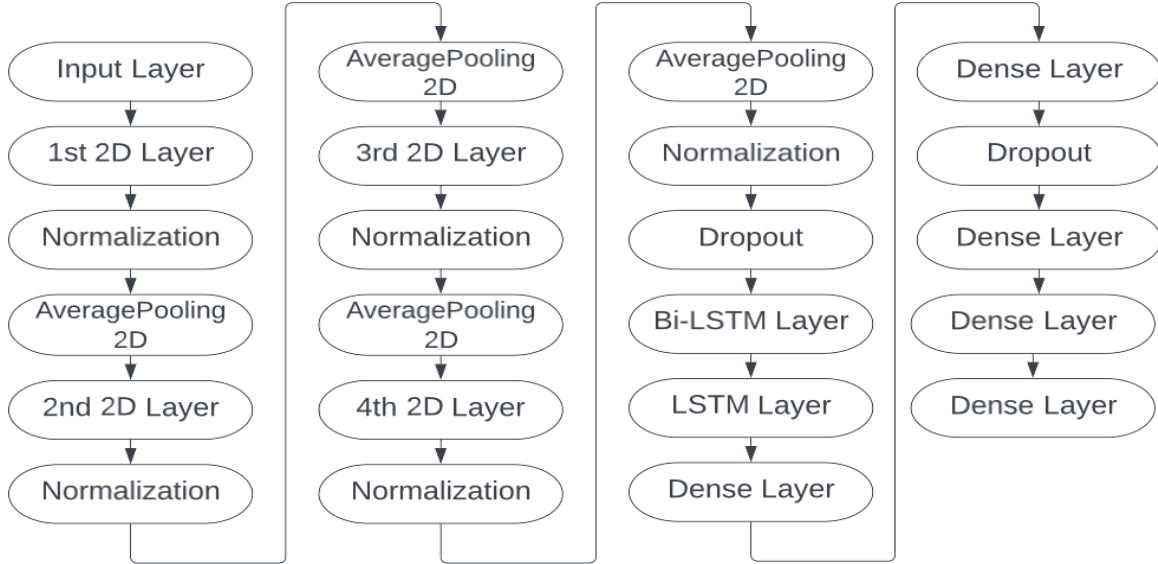 Input Layer
1st 2D Layer
Normalization
AveragePooling
2D
2nd 2D Layer
Normalization
AveragePooling
2D
3rd 2D Layer
Normalization
AveragePooling
2D
4th 2D Layer
Normalization
AveragePooling
2D
Normalization
Dropout
Bi-LSTM Layer
LSTM Layer
Dense Layer
Dense Layer
Dropout
Dense Layer
Dense Layer
Dense Layer